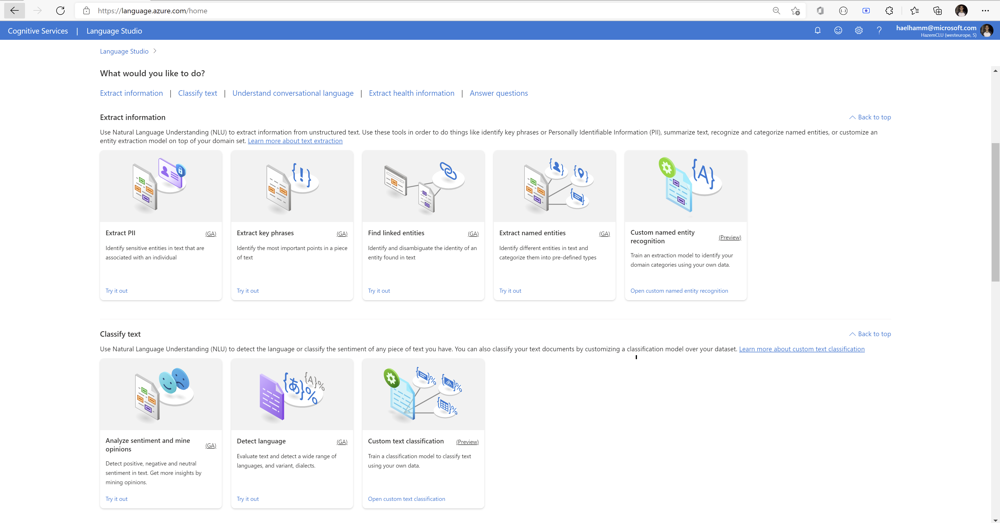 https://language.azure.com/home
Cognitive Services | Language Studio
haelhamm@microsoft.com
HazemCLU (westeurope, S)
Language Studio
What would you like to do?
Extract information | Classify text | Understand conversational language | Extract health information | Answer questions
Extract information
Back to top
Use Natural Language Understanding (NLU) to extract information from unstructured text. Use these tools in order to do things like identify key phrases or Personally Identifiable Information (PII), summarize text, recognize and categorize named entities, or customize an
entity extraction model on top of your domain set. Learn more about text extraction
{!}
{A}
Extract PII
(GA)
Identify sensitive entities in text that are
associated with an individual
Try it out
Extract key phrases
(GA)
Identify the most important points in a piece
of text
Try it out
Find linked entities
(GA)
Identify and disambiguate the identity of an
entity found in text
Try it out
Extract named entities
(GA)
Identify different entities in text and
categorize them into pre-defined types
Try it out
Custom named entity
recognition
(Preview)
Train an extraction model to identify your
domain categories using your own data.
Open custom named entity recognition
Classify text
Back to top
Use Natural Language Understanding (NLU) to detect the language or classify the sentiment of any piece of text you have. You can also classify your text documents by customizing a classification model over your dataset. Learn more about custom text classification
{あ}%
{A}%
Analyze sentiment and mine
opinions
(GA)
Detect positive, negative and neutral
sentiment in text. Get more insights by
mining opinions.
Try it out
Detect language
(GA)
Evaluate text and detect a wide range of
languages, and variant, dialects.
Try it out
Custom text classification
(Preview)
Train a classification model to classify text
using your own data.
Open custom text classification